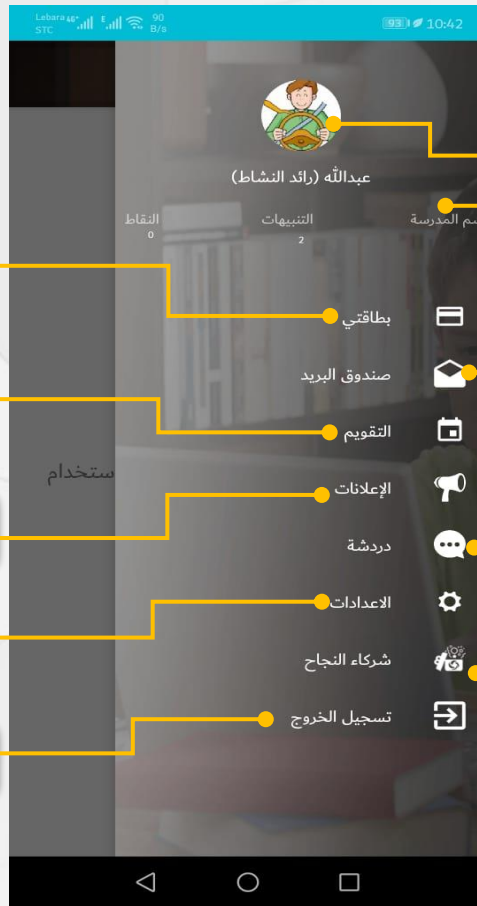 Lebara 4G+ E 90
STC B/s
93 10:42
عبدالله (رائد النشاط)
سم المدرسة التنبيهات النقاط
2 0
بطاقتي
صندوق البريد
التقويم
ستخدام
الإعلانات
دردشة
الاعدادات
شركاء النجاح
تسجيل الخروج